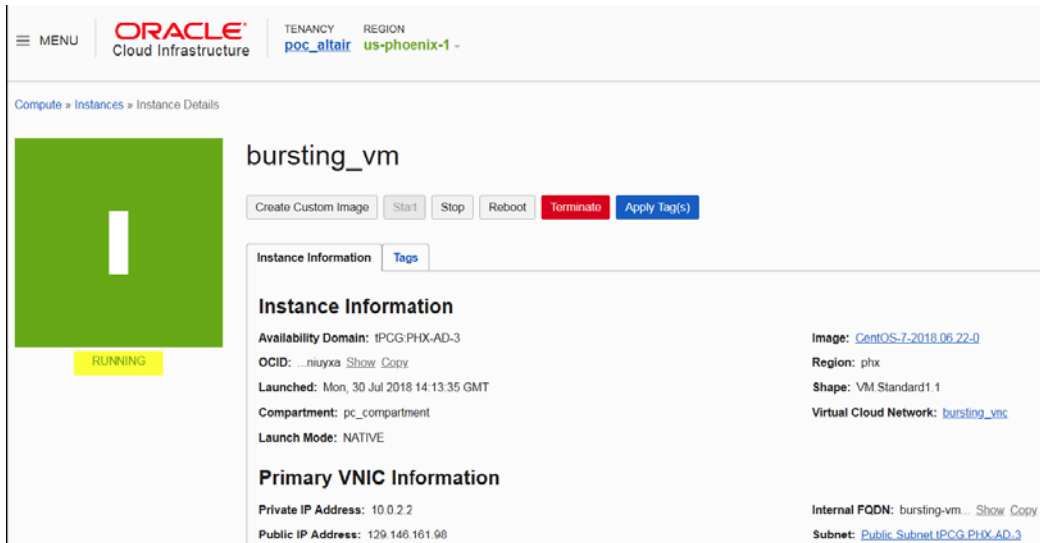 MENU
ORACLE
Cloud Infrastructure
TENANCY
poc_altair
REGION
us-phoenix-1
Compute » Instances » Instance Details
RUNNING
bursting_vm
Create Custom Image Start Stop Reboot Terminate Apply Tag(s)
Instance Information Tags
Instance Information
Availability Domain: tPCG:PHX-AD-3
OCID: ...niuyxa Show Copy
Launched: Mon, 30 Jul 2018 14:13:35 GMT
Compartment: pc_compartment
Launch Mode: NATIVE
Image: CentOS-7-2018.06.22-0
Region: phx
Shape: VM.Standard1.1
Virtual Cloud Network: bursting_vnc
Primary VNIC Information
Private IP Address: 10.0.2.2
Public IP Address: 129.146.161.98
Internal FQDN: bursting-vm... Show Copy
Subnet: Public Subnet tPCG:PHX-AD-3